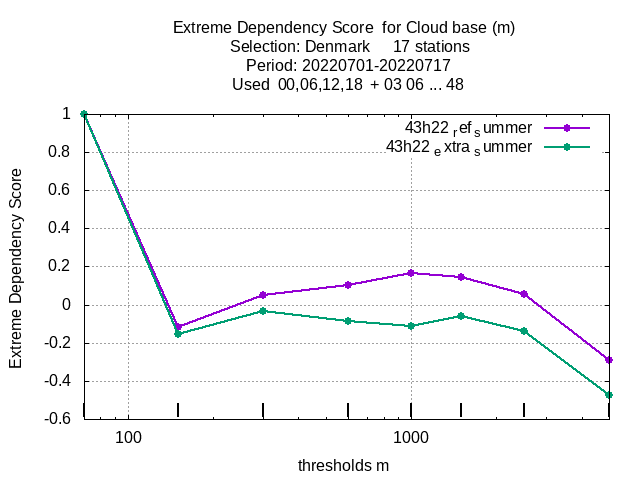 Extreme Dependency Score  for Cloud base (m)
Selection: Denmark     17 stations
Period: 20220701-20220717
Used  00,06,12,18  + 03 06 ... 48
43h22 ref summer
43h22 extra summer
1
0.8
0.6
0.4
0.2
0
-0.2
-0.4
-0.6
Extreme Dependency Score
100
1000
thresholds m